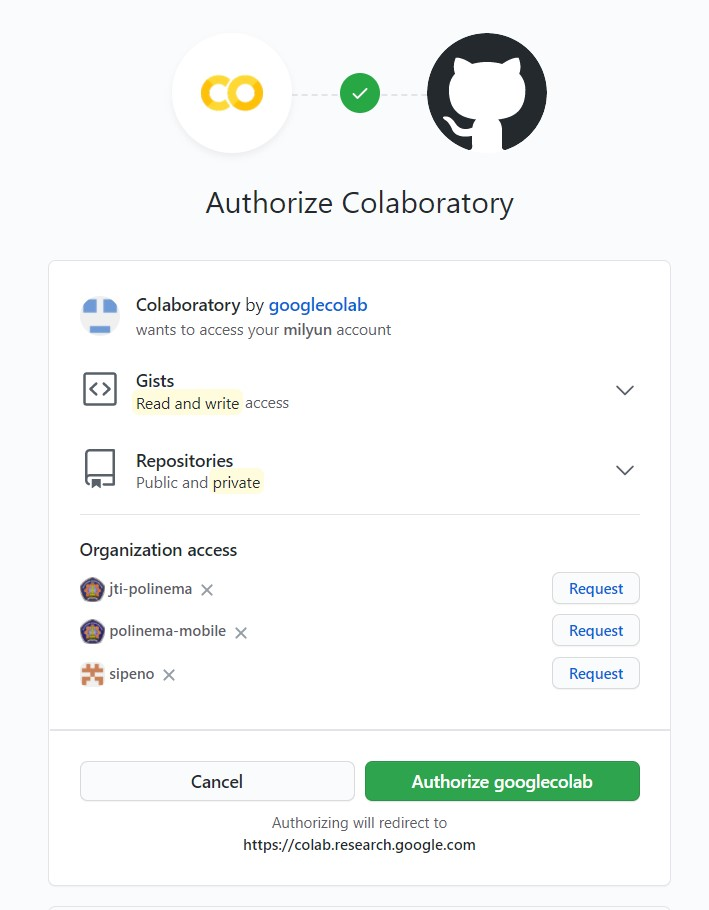 Authorize Colaboratory
Colaboratory by googlecolab
wants to access your milyun account
Gists
Read and write access
Repositories
Public and private
Organization access
jti-polinema
Request
polinema-mobile
Request
sipeno
Request
Cancel
Authorize googlecolab
Authorizing will redirect to
https://colab.research.google.com